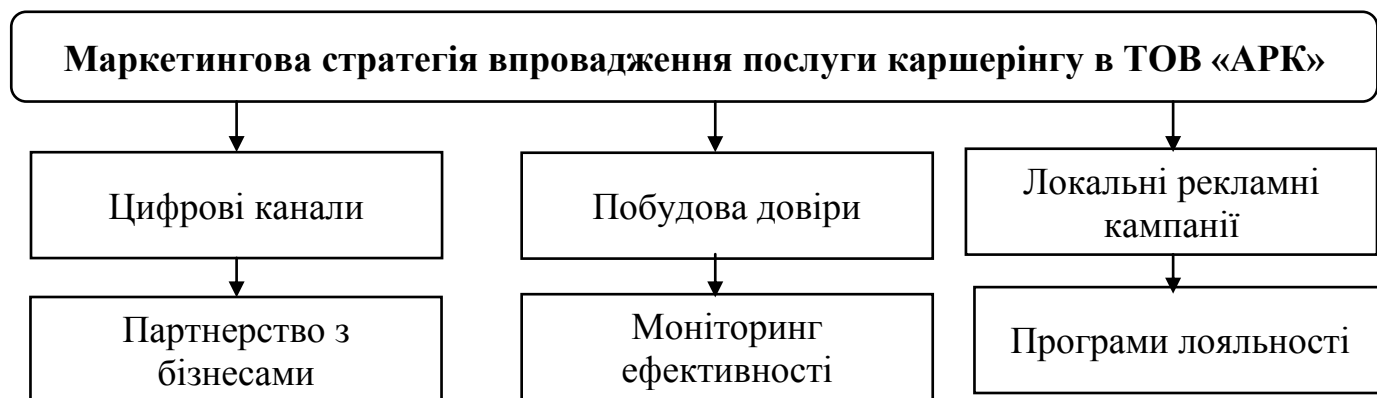 Маркетингова стратегія впровадження послуги каршерінгу в ТОВ «АРК»
Цифрові канали
Побудова довіри
Локальні рекламні
кампанії
Партнерство з
бізнесами
Моніторинг
ефективності
Програми лояльності